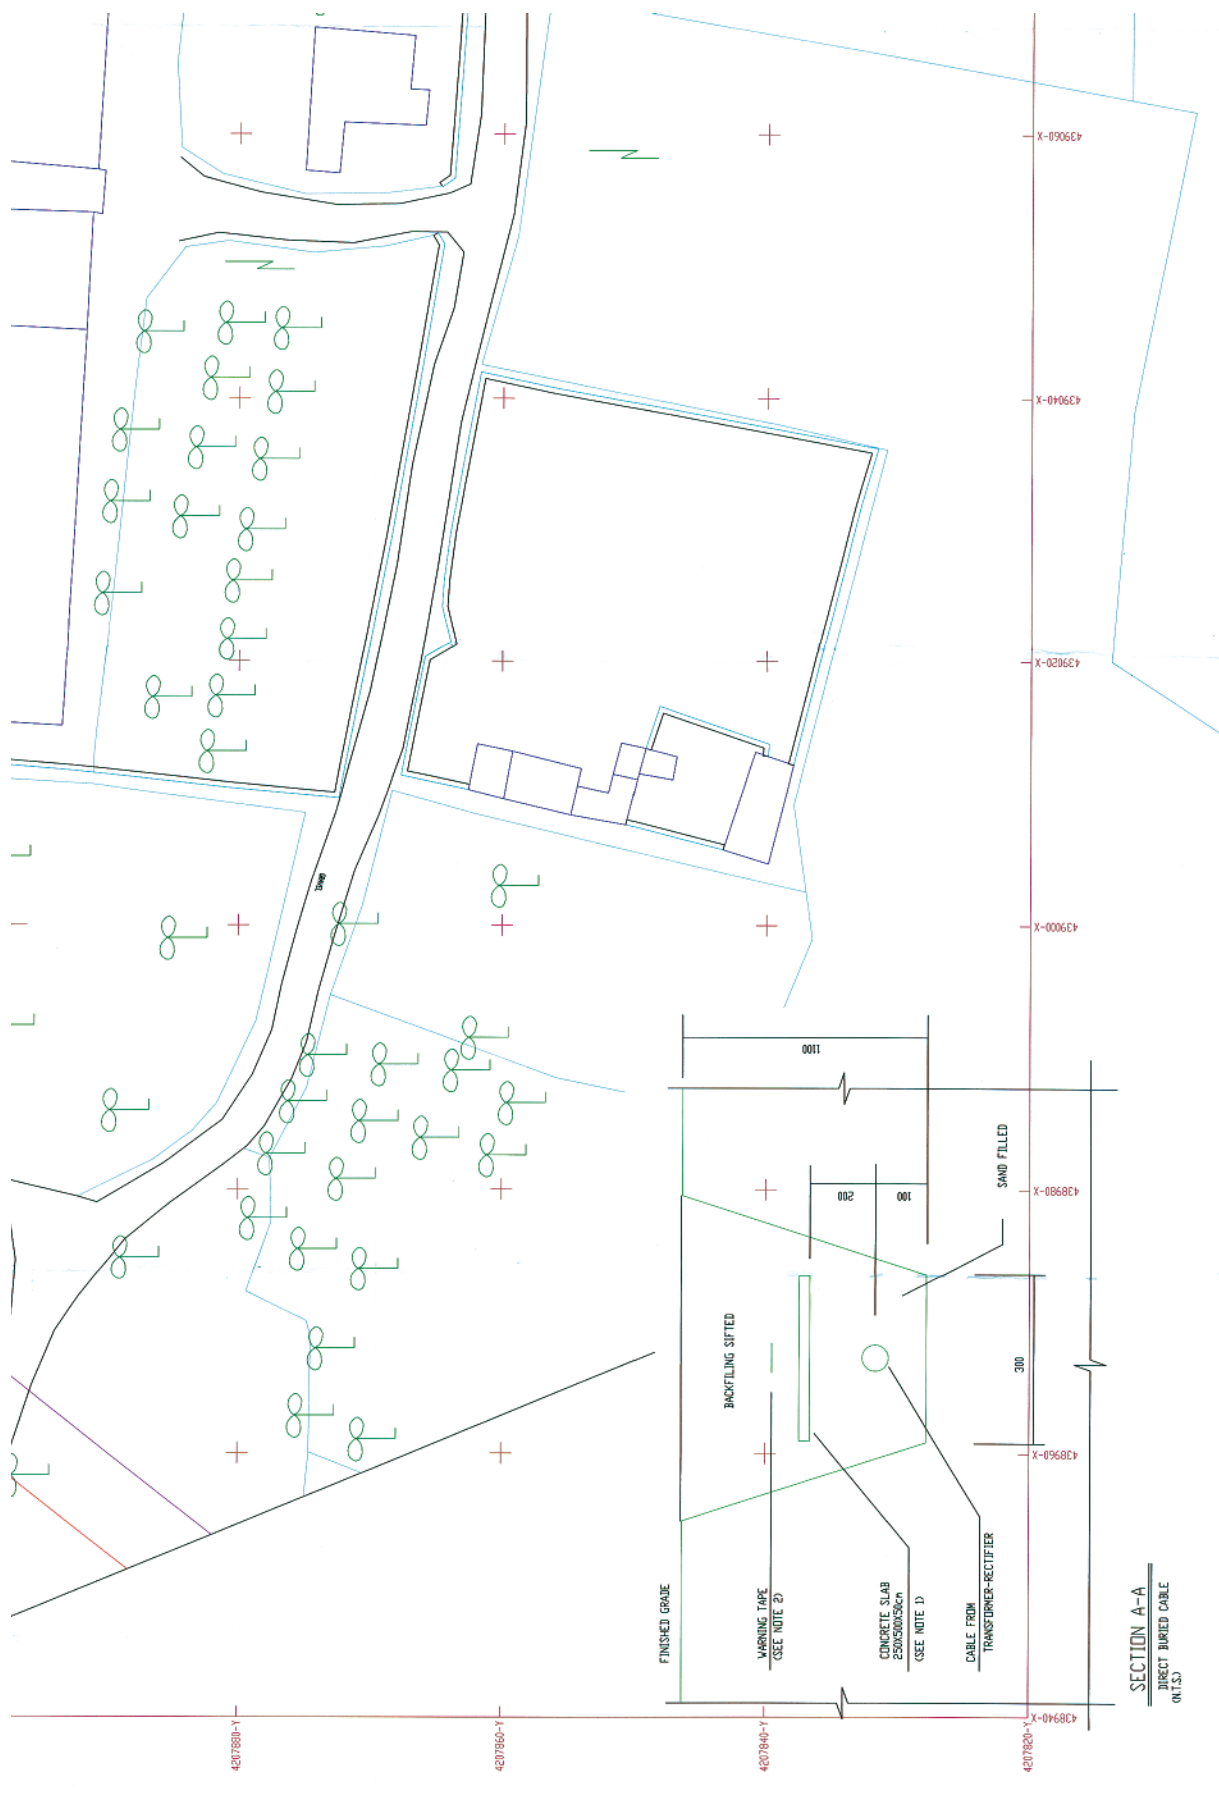 439060-X
439040-X
439020-X
439000-X
438980-X
438960-X
438940-X
4207880-Y
4207860-Y
4207840-Y
4207820-Y
1100
200
100
300
SAND FILLED
BACKFILING SIFTED
FINISHED GRADE
WARNING TAPE
(SEE NOTE 2)
CONCRETE SLAB
250X500X50cm
(SEE NOTE 1)
CABLE FROM
TRANSFORMER-RECTIFIER
SECTION A-A
DIRECT BURIED CABLE
(N.T.S.)